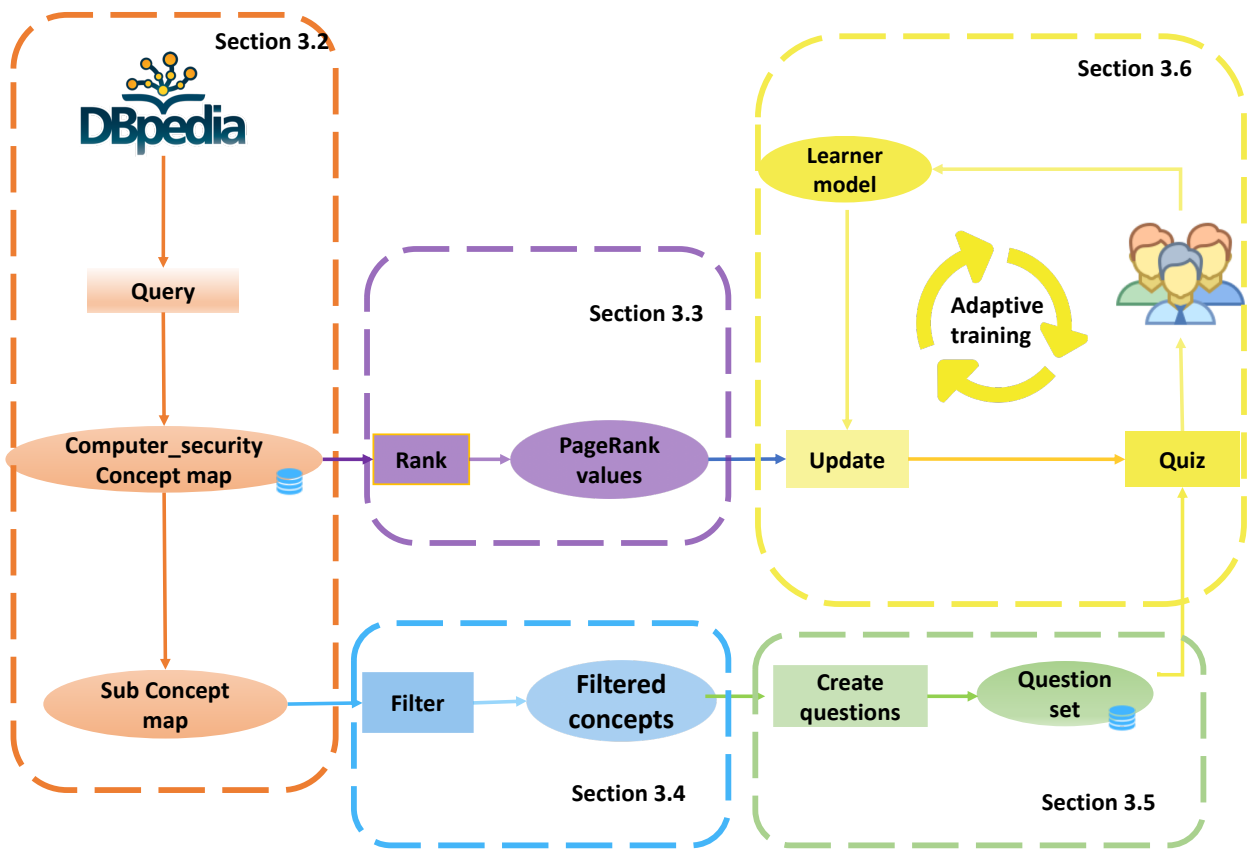 Section 3.2
DBpedia
Query
Computer_security
Concept map
Sub Concept
map
Section 3.3
Rank
PageRank
values
Filter
Filtered
concepts
Section 3.4
Section 3.6
Learner
model
Adaptive
training
Update
Quiz
Create
questions
Question
set
Section 3.5